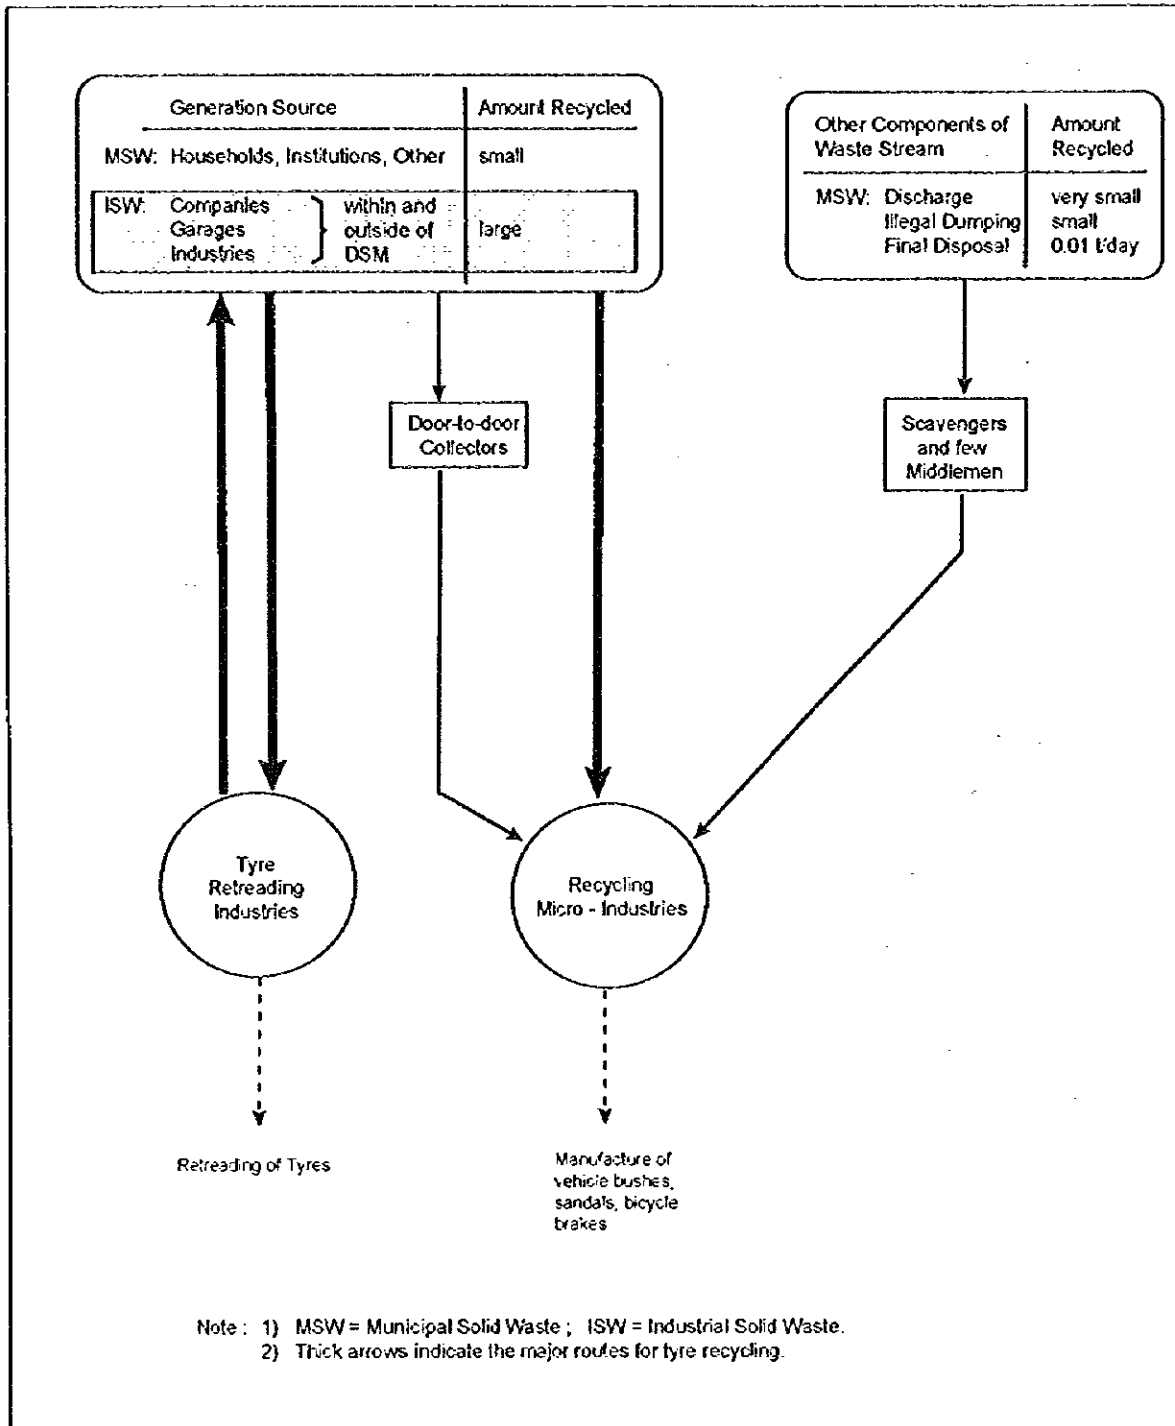 Generation Source Amount Recycled
MSW: Households, Institutions, Other small
ISW: Companies within and
Garages outside of large
Industries DSM
Other Components of Amount
Waste Stream Recycled
MSW: Discharge very small
Illegal Dumping small
Final Disposal 0.01 t/day
Door-to-door
Collectors
Scavengers
and few
Middlemen
Tyre
Retreading
Industries
Recycling
Micro - Industries
Retreading of Tyres
Manufacture of
vehicle bushes,
sandals, bicycle
brakes
Note : 1) MSW = Municipal Solid Waste ; ISW = Industrial Solid Waste.
2) Thick arrows indicate the major routes for tyre recycling.